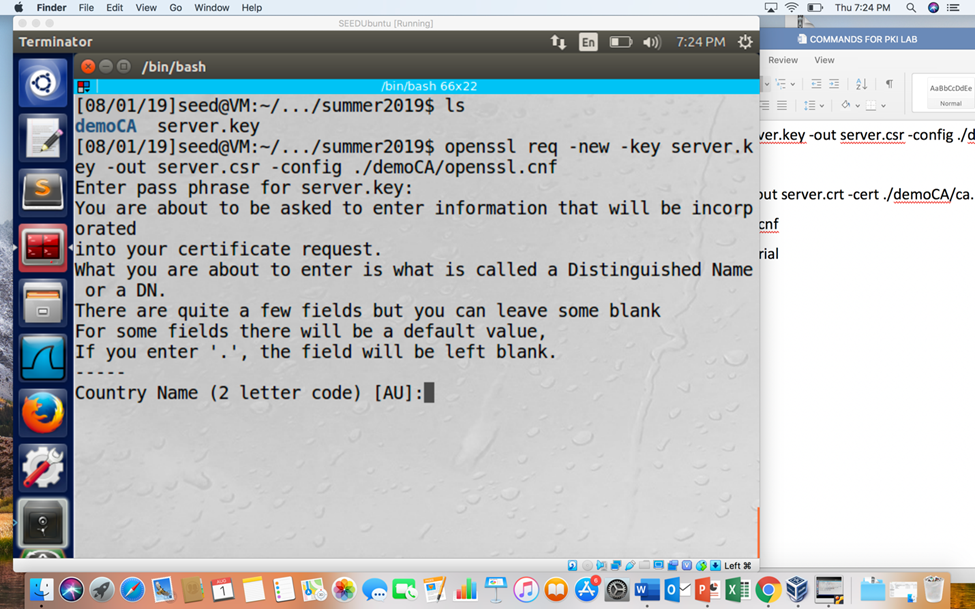 Finder File Edit View Go Window Help Thu 7:24 PM
SEEDUbuntu [Running]
Terminator En 7:24 PM
COMMANDS FOR PKI LAB
/bin/bash
Review View
/bin/bash 66x22
AaBbCcDdEe
Normal
[08/01/19]seed@VM:~/.../summer2019$ ls
demoCA server.key
[08/01/19]seed@VM:~/.../summer2019$ openssl req -new -key server.k
ey -out server.csr -config ./demoCA/openssl.cnf
Enter pass phrase for server.key:
You are about to be asked to enter information that will be incorp
orated
into your certificate request.
What you are about to enter is what is called a Distinguished Name
or a DN.
There are quite a few fields but you can leave some blank
For some fields there will be a default value,
If you enter '.', the field will be left blank.
-----
Country Name (2 letter code) [AU]:
ver.key -out server.csr -config ./d
out server.crt -cert ./demoCA/ca.
cnf
rial
Left ⌘